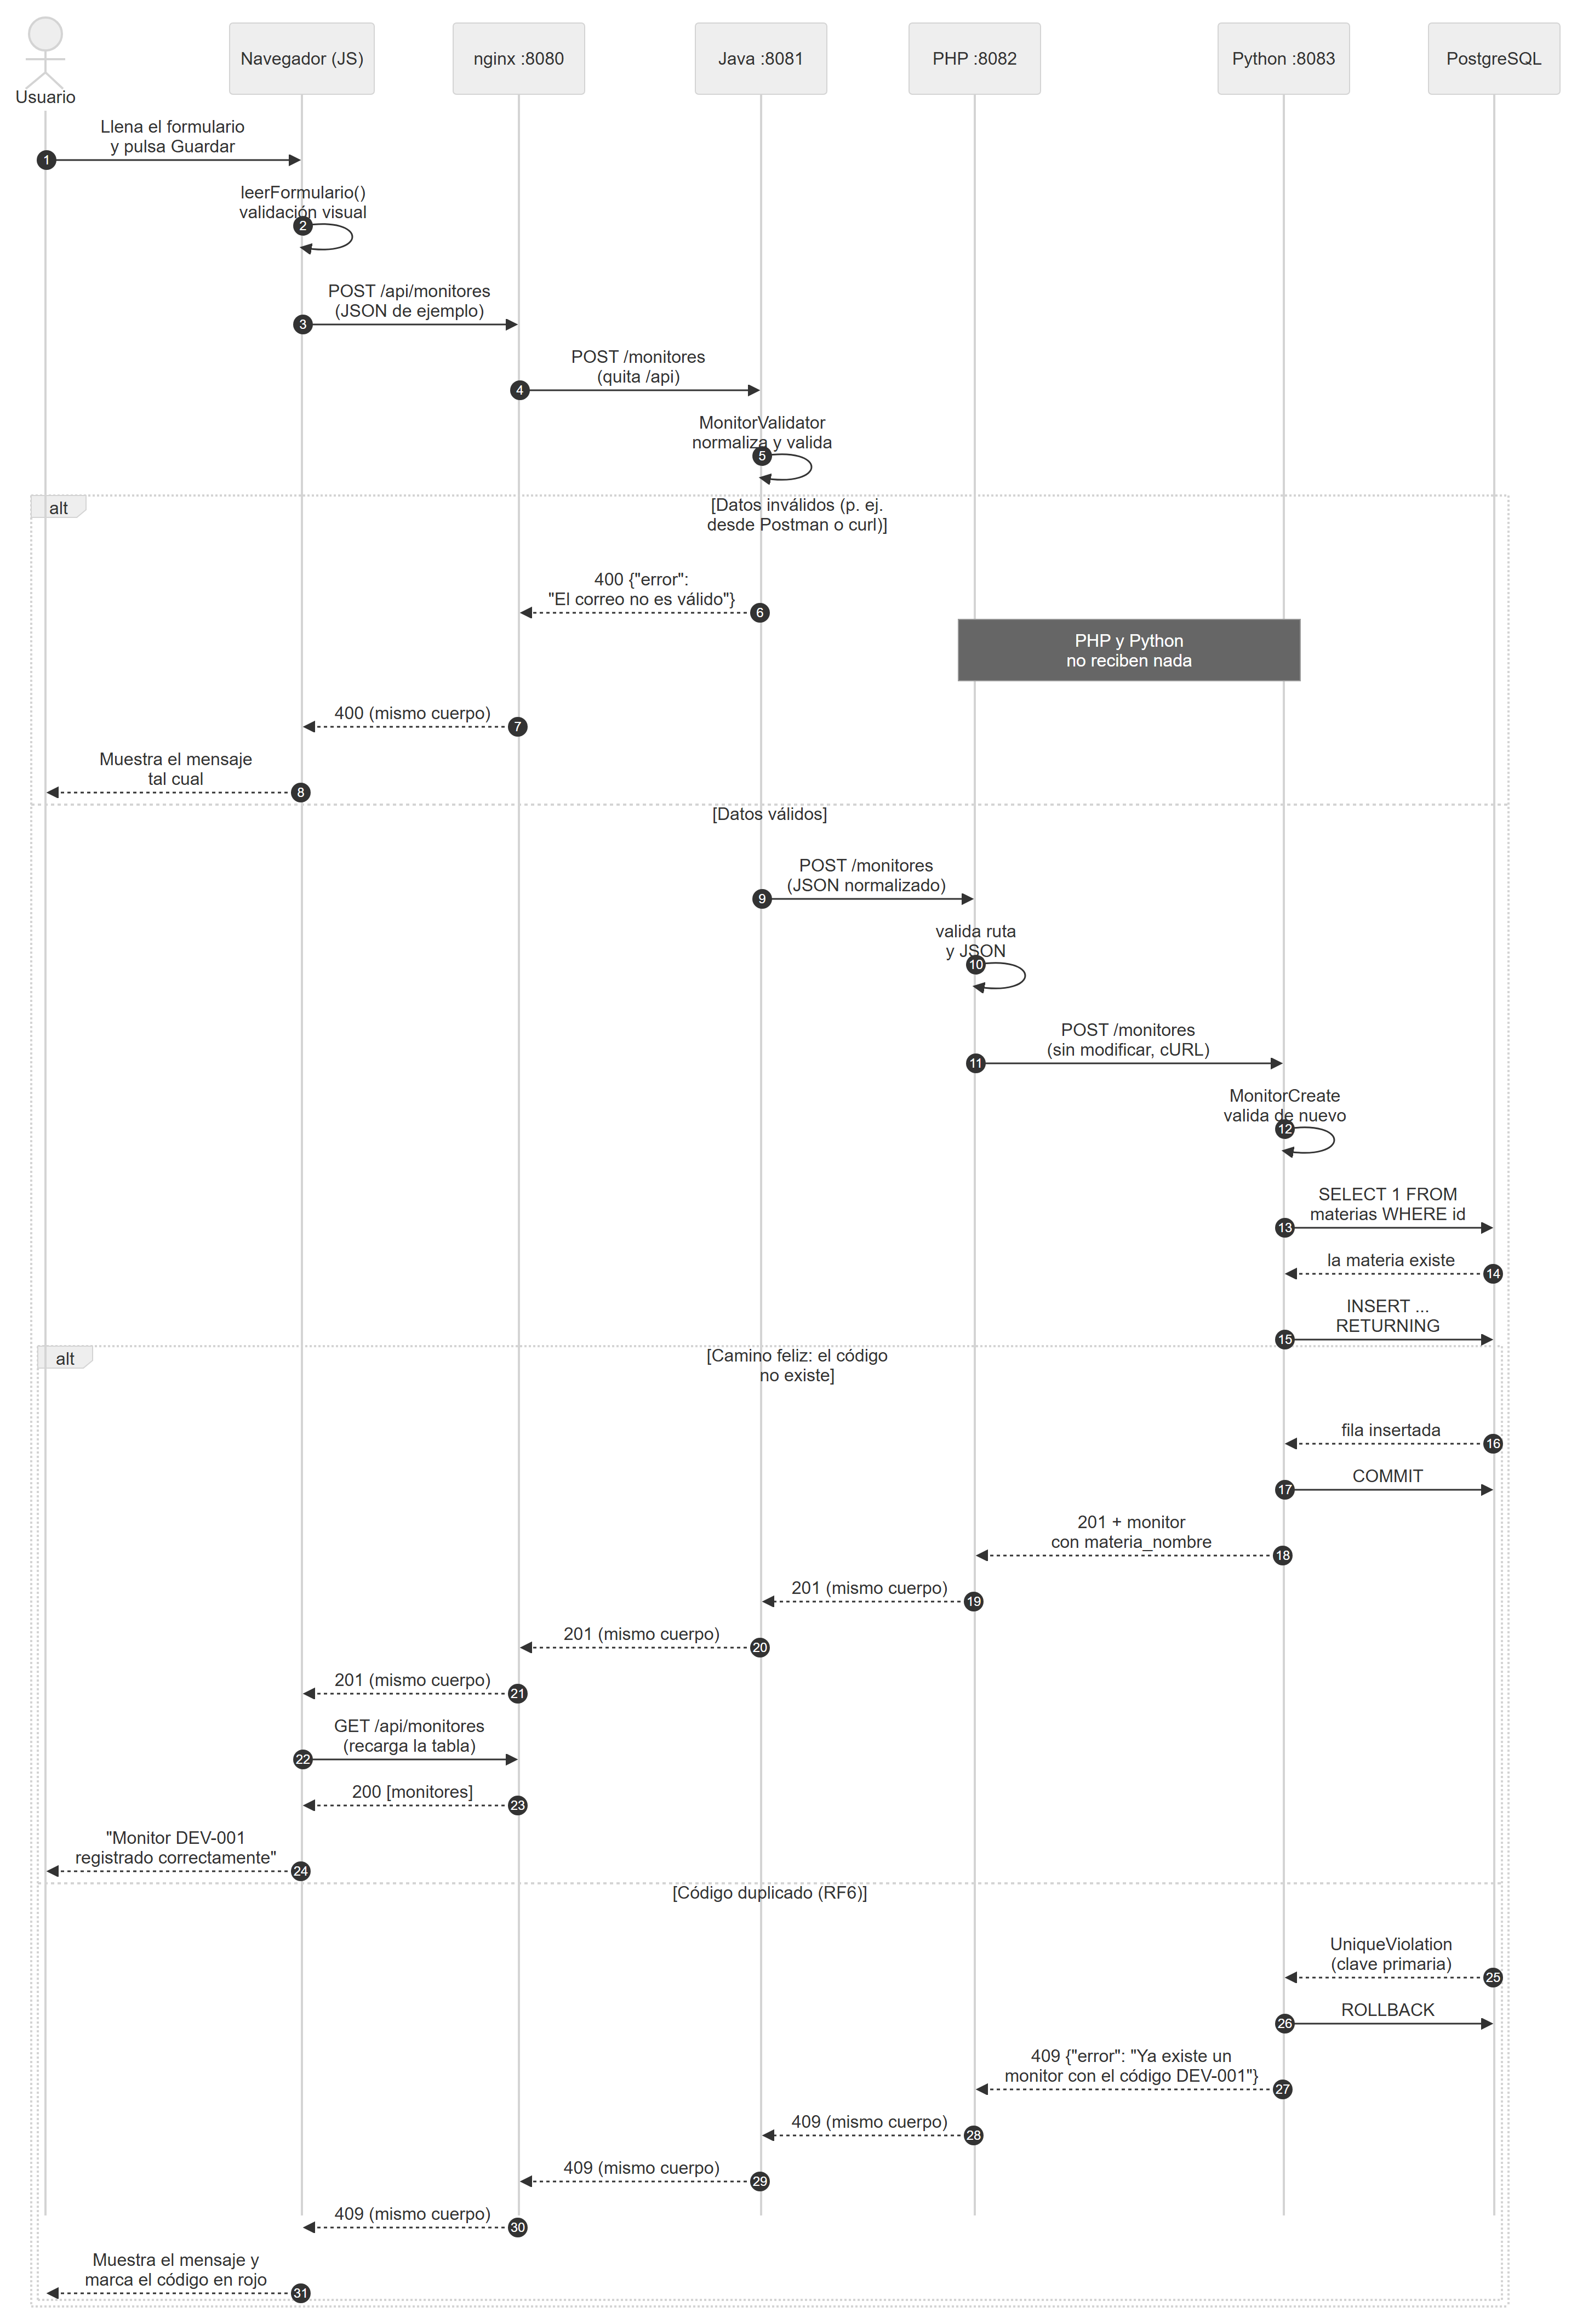 Usuario
Navegador (JS)
nginx :8080
Java :8081
PHP :8082
Python :8083
PostgreSQL
Llena el formulario
y pulsa Guardar
1
leerFormulario()
validación visual
2
POST /api/monitores
(JSON de ejemplo)
3
POST /monitores
(quita /api)
4
MonitorValidator
normaliza y valida
5
alt
[Datos inválidos (p. ej.
desde Postman o curl)]
400 {"error":
"El correo no es válido"}
6
PHP y Python
no reciben nada
400 (mismo cuerpo)
7
Muestra el mensaje
tal cual
8
[Datos válidos]
POST /monitores
(JSON normalizado)
9
valida ruta
y JSON
10
POST /monitores
(sin modificar, cURL)
11
MonitorCreate
valida de nuevo
12
SELECT 1 FROM
materias WHERE id
13
la materia existe
14
INSERT ...
RETURNING
15
alt
[Camino feliz: el código
no existe]
fila insertada
16
COMMIT
17
201 + monitor
con materia_nombre
18
201 (mismo cuerpo)
19
201 (mismo cuerpo)
20
201 (mismo cuerpo)
21
GET /api/monitores
(recarga la tabla)
22
200 [monitores]
23
"Monitor DEV-001
registrado correctamente"
24
[Código duplicado (RF6)]
UniqueViolation
(clave primaria)
25
ROLLBACK
26
409 {"error": "Ya existe un
monitor con el código DEV-001"}
27
409 (mismo cuerpo)
28
409 (mismo cuerpo)
29
409 (mismo cuerpo)
30
Muestra el mensaje y
marca el código en rojo
31